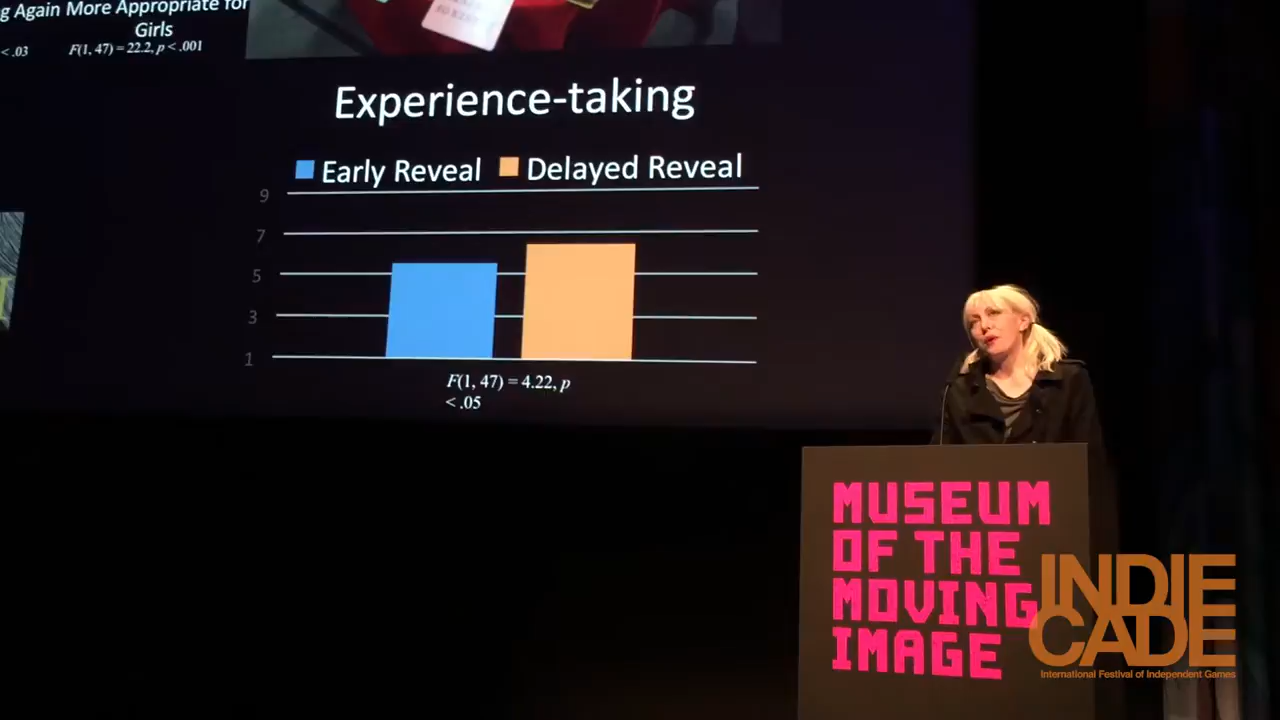 g Again More Appropriate for
Girls
< .03
F(1, 47) = 22.2, p < .001
Experience-taking
Early Reveal
Delayed Reveal
9
7
5
3
1
F(1, 47) = 4.22, p
< .05
MUSEUM
OF THE
MOVING
IMAGE
INDIE
CADE
International Festival of Independent Games